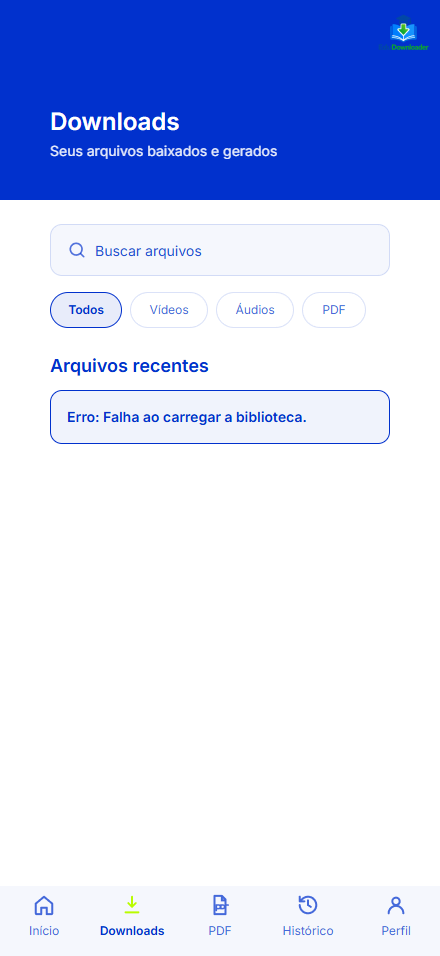 Downloader
Downloads
Seus arquivos baixados e gerados
Buscar arquivos
Todos
Vídeos
Áudios
PDF
Arquivos recentes
Erro: Falha ao carregar a biblioteca.
Início
Downloads
PDF
Histórico
Perfil